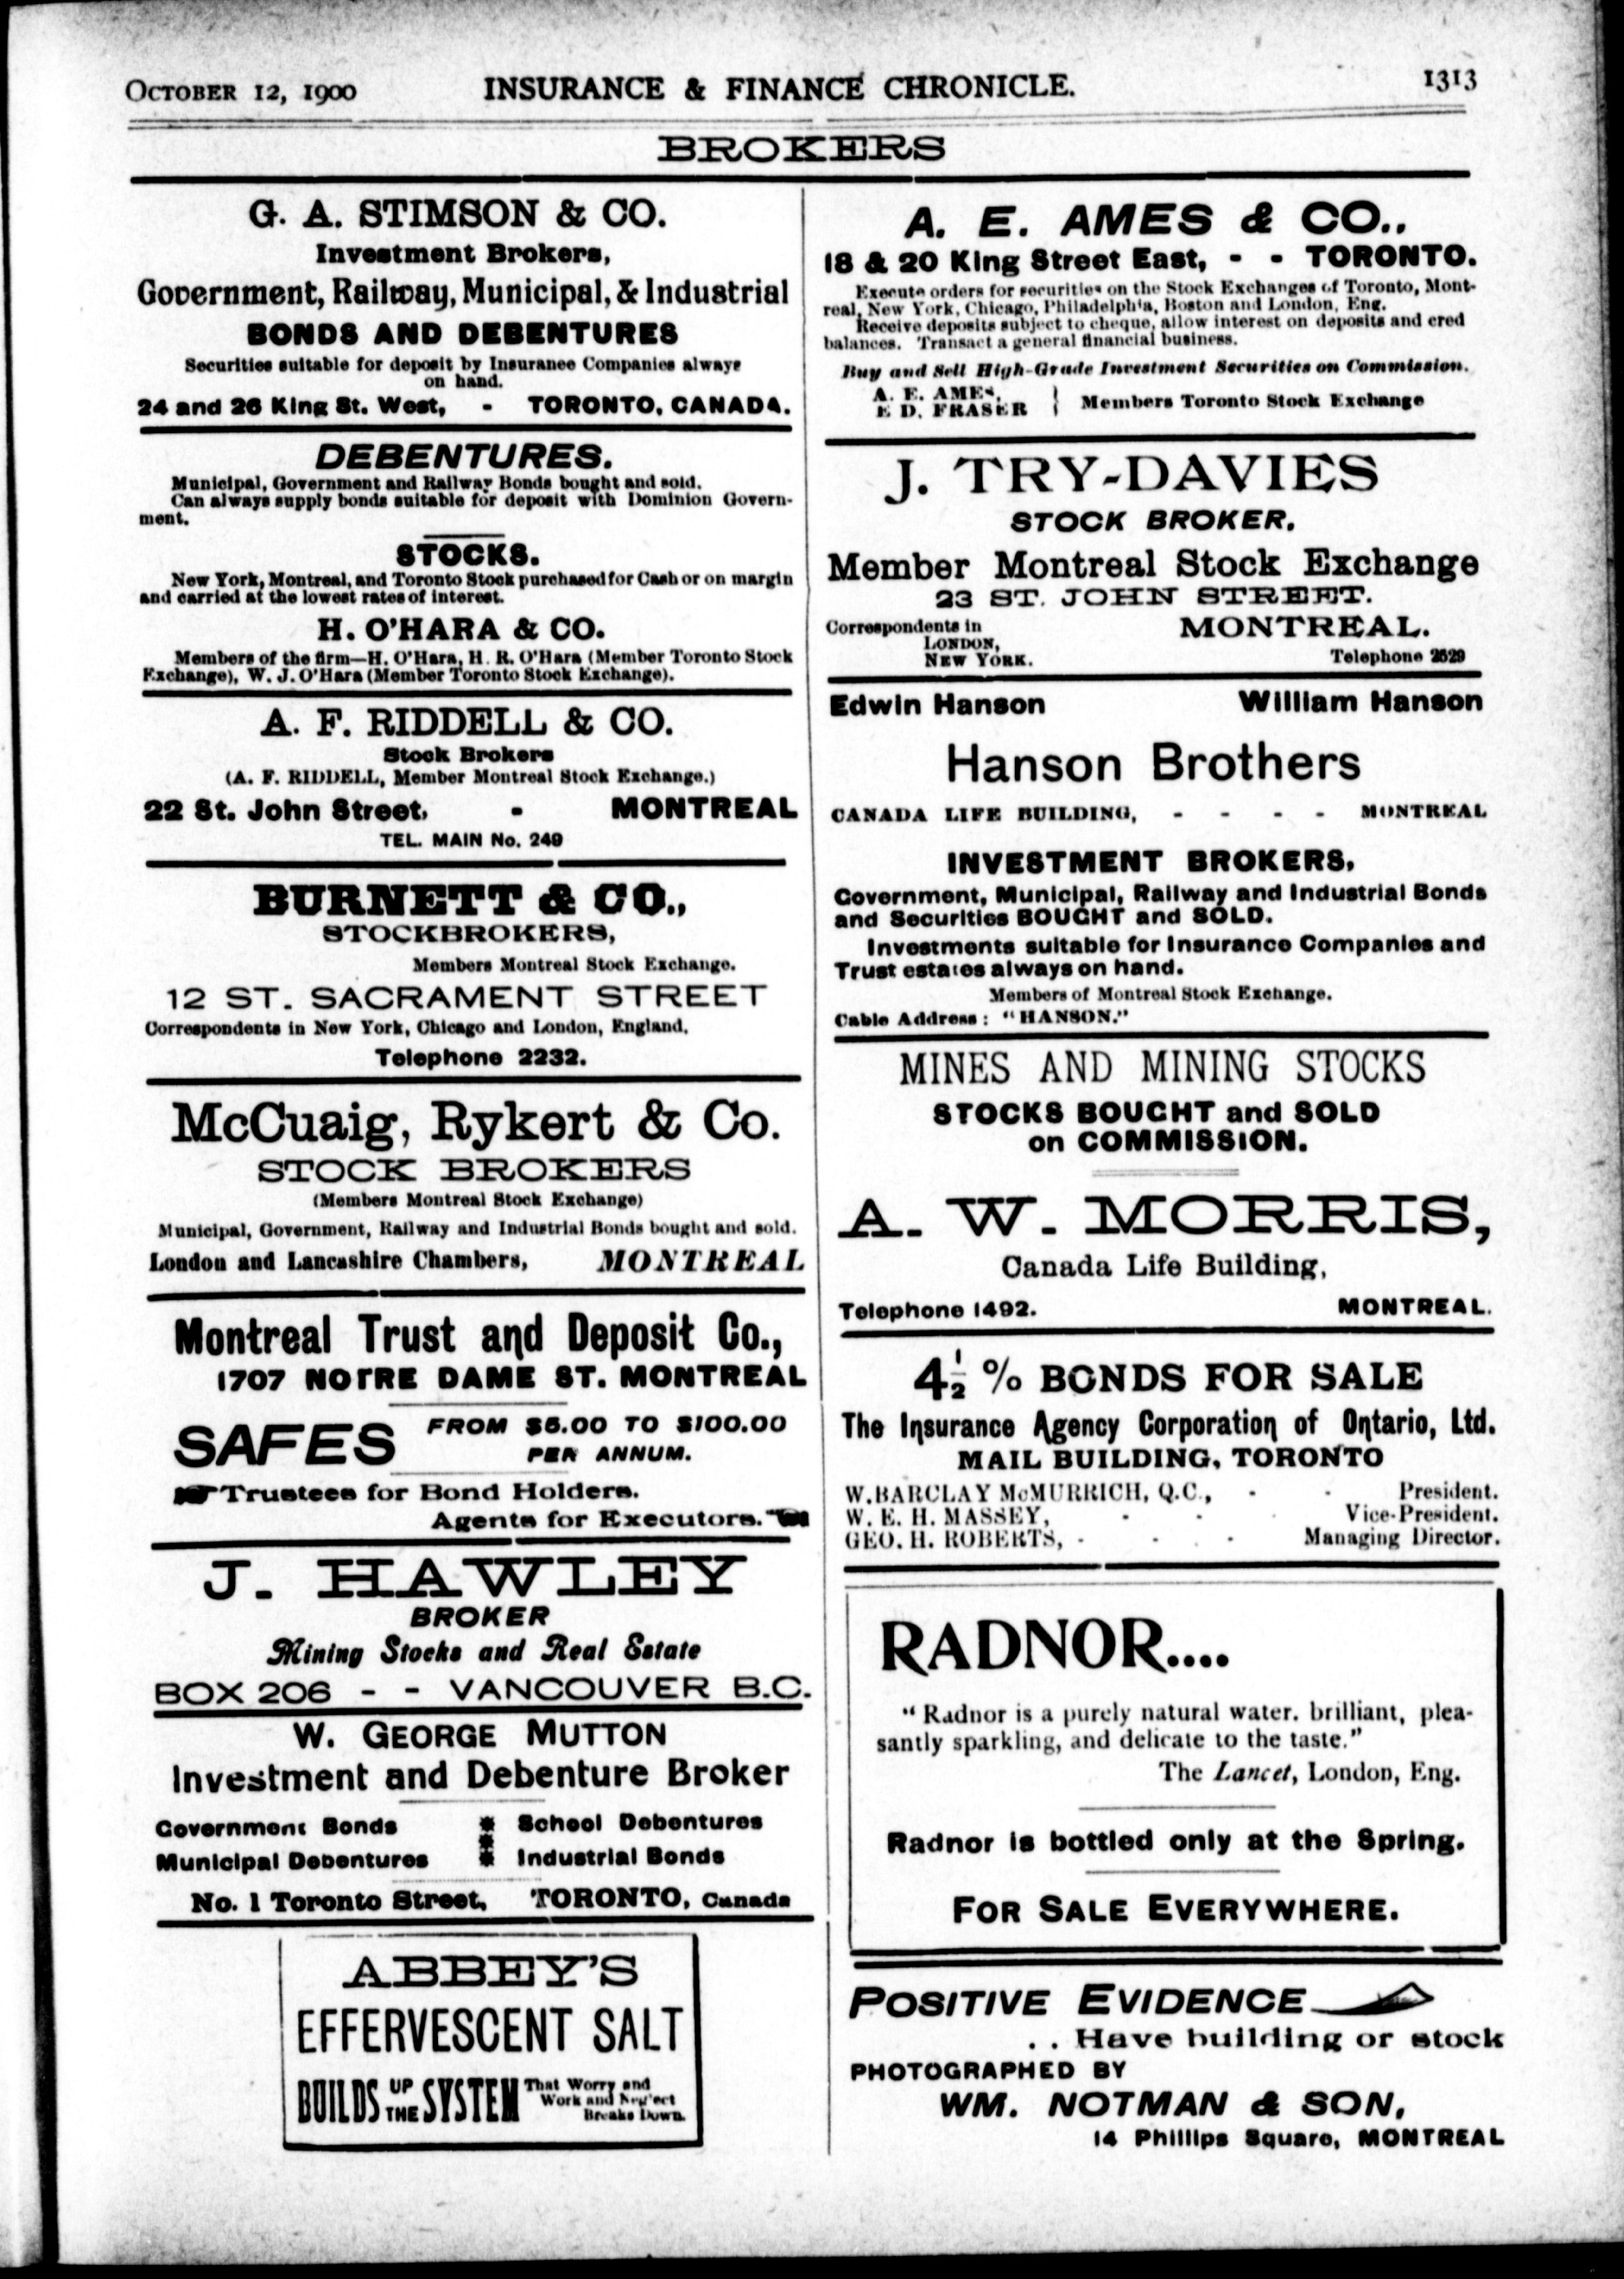 OCTOBER 12, 1900 INSURANCE & FINANCE CHRONICLE. 1313
BROKERS
G. A. STIMSON & CO.
Investment Brokers,
Government, Railway, Municipal, & Industrial
BONDS AND DEBENTURES
Securities suitable for deposit by Insurance Companies always
on hand.
24 and 26 King St. West, - TORONTO, CANADA.
DEBENTURES.
Municipal, Government and Railway Bonds bought and sold.
Can always supply bonds suitable for deposit with Dominion Govern-
ment.
STOCKS.
New York, Montreal, and Toronto Stock purchased for Cash or on margin
and carried at the lowest rates of interest.
H. O'HARA & CO.
Members of the firm—H. O'Hara, H. R. O'Hara (Member Toronto Stock
Exchange), W. J. O'Hara (Member Toronto Stock Exchange).
A. F. RIDDELL & CO.
Stock Brokers
(A. F. RIDDELL, Member Montreal Stock Exchange.)
22 St. John Street, - MONTREAL
TEL. MAIN No. 249
BURNETT & CO.,
STOCKBROKERS,
Members Montreal Stock Exchange.
12 ST. SACRAMENT STREET
Correspondents in New York, Chicago and London, England.
Telephone 2232.
McCuaig, Rykert & Co.
STOCK BROKERS
(Members Montreal Stock Exchange)
Municipal, Government, Railway and Industrial Bonds bought and sold.
London and Lancashire Chambers, MONTREAL
Montreal Trust and Deposit Co.,
1707 NOTRE DAME ST. MONTREAL
SAFES FROM $5.00 TO $100.00
PER ANNUM.
Trustees for Bond Holders.
Agents for Executors.
J. HAWLEY
BROKER
Mining Stocks and Real Estate
BOX 206 - - VANCOUVER B.C.
W. GEORGE MUTTON
Investment and Debenture Broker
Government Bonds * School Debentures
Municipal Debentures * Industrial Bonds
No. 1 Toronto Street, TORONTO, Canada
ABBEY'S
EFFERVESCENT SALT
BUILDS UP THE SYSTEM That Worry and
Work and Neglect
Breaks Down.
A. E. AMES & CO.,
18 & 20 King Street East, - - TORONTO.
Execute orders for securities on the Stock Exchanges of Toronto, Mont-
real, New York, Chicago, Philadelphia, Boston and London, Eng.
Receive deposits subject to cheque, allow interest on deposits and cred
balances. Transact a general financial business.
Buy and Sell High-Grade Investment Securities on Commission.
A. E. AMES,
E. D. FRASER } Members Toronto Stock Exchange
J. TRY-DAVIES
STOCK BROKER,
Member Montreal Stock Exchange
23 ST. JOHN STREET.
Correspondents in MONTREAL.
LONDON,
NEW YORK. Telephone 2529
Edwin Hanson William Hanson
Hanson Brothers
CANADA LIFE BUILDING, - - - - MONTREAL
INVESTMENT BROKERS,
Government, Municipal, Railway and Industrial Bonds
and Securities BOUGHT and SOLD.
Investments suitable for Insurance Companies and
Trust estates always on hand.
Members of Montreal Stock Exchange.
Cable Address: "HANSON."
MINES AND MINING STOCKS
STOCKS BOUGHT and SOLD
on COMMISSION.
A. W. MORRIS,
Canada Life Building,
Telephone 1492. MONTREAL.
4½ % BONDS FOR SALE
The Insurance Agency Corporation of Ontario, Ltd.
MAIL BUILDING, TORONTO
W. BARCLAY McMURRICH, Q.C., - - President.
W. E. H. MASSEY, - - - Vice-President.
GEO. H. ROBERTS, - - - Managing Director.
RADNOR....
"Radnor is a purely natural water. brilliant, plea-
santly sparkling, and delicate to the taste."
The Lancet, London, Eng.
Radnor is bottled only at the Spring.
FOR SALE EVERYWHERE.
POSITIVE EVIDENCE
. . Have building or stock
PHOTOGRAPHED BY
WM. NOTMAN & SON,
14 Phillips Square, MONTREAL